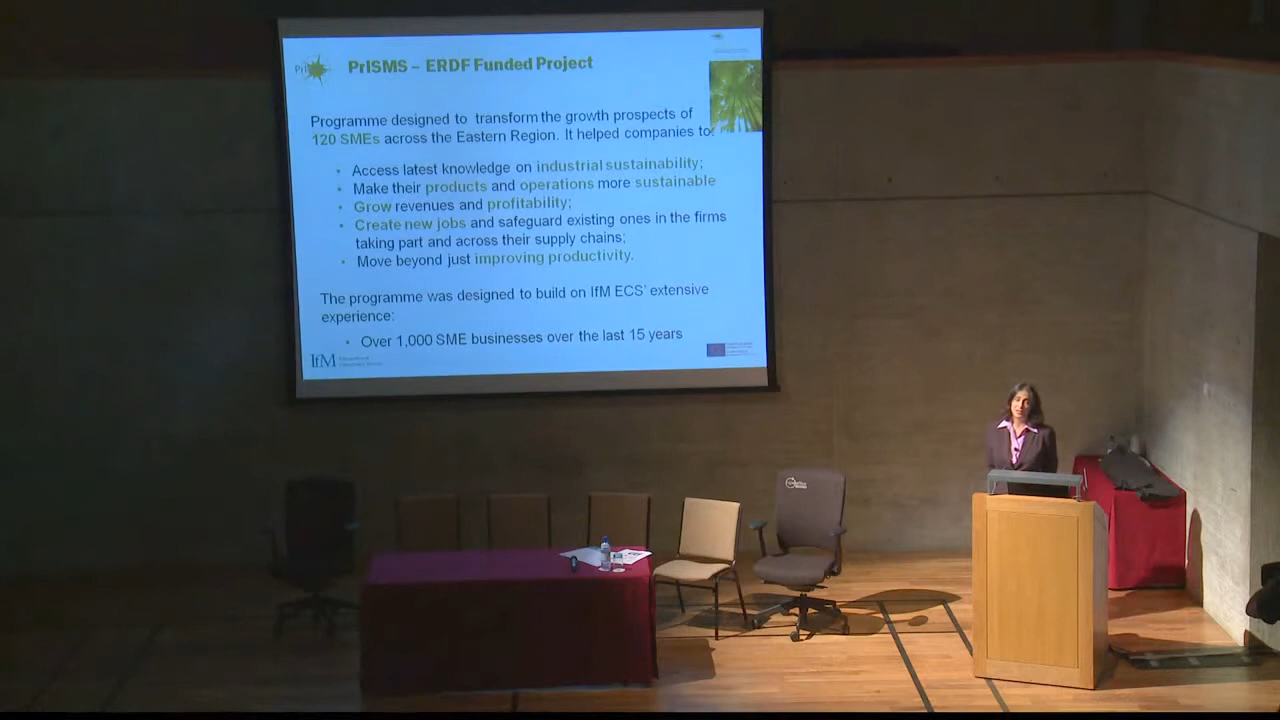 PrISMS – ERDF Funded Project
Programme designed to transform the growth prospects of
120 SMEs across the Eastern Region. It helped companies to:
• Access latest knowledge on industrial sustainability;
• Make their products and operations more sustainable
• Grow revenues and profitability;
• Create new jobs and safeguard existing ones in the firms
taking part and across their supply chains;
• Move beyond just improving productivity.
The programme was designed to build on IfM ECS' extensive
experience:
• Over 1,000 SME businesses over the last 15 years
IfM